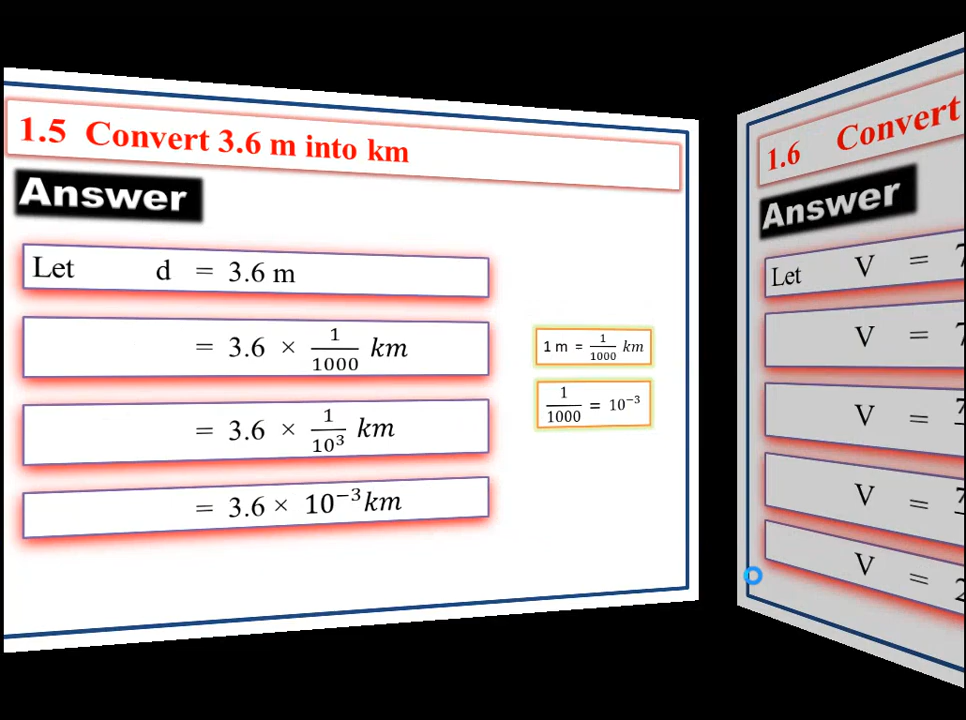 1.5 Convert 3.6 m into km
Answer
Let d = 3.6 m
= 3.6 × 1/1000 km
= 3.6 × 1/10³ km
= 3.6 × 10⁻³ km
1 m = 1/1000 km
1/1000 = 10⁻³
1.6 Convert
Answer
Let V = 7
V = 7
V =
V =
V =